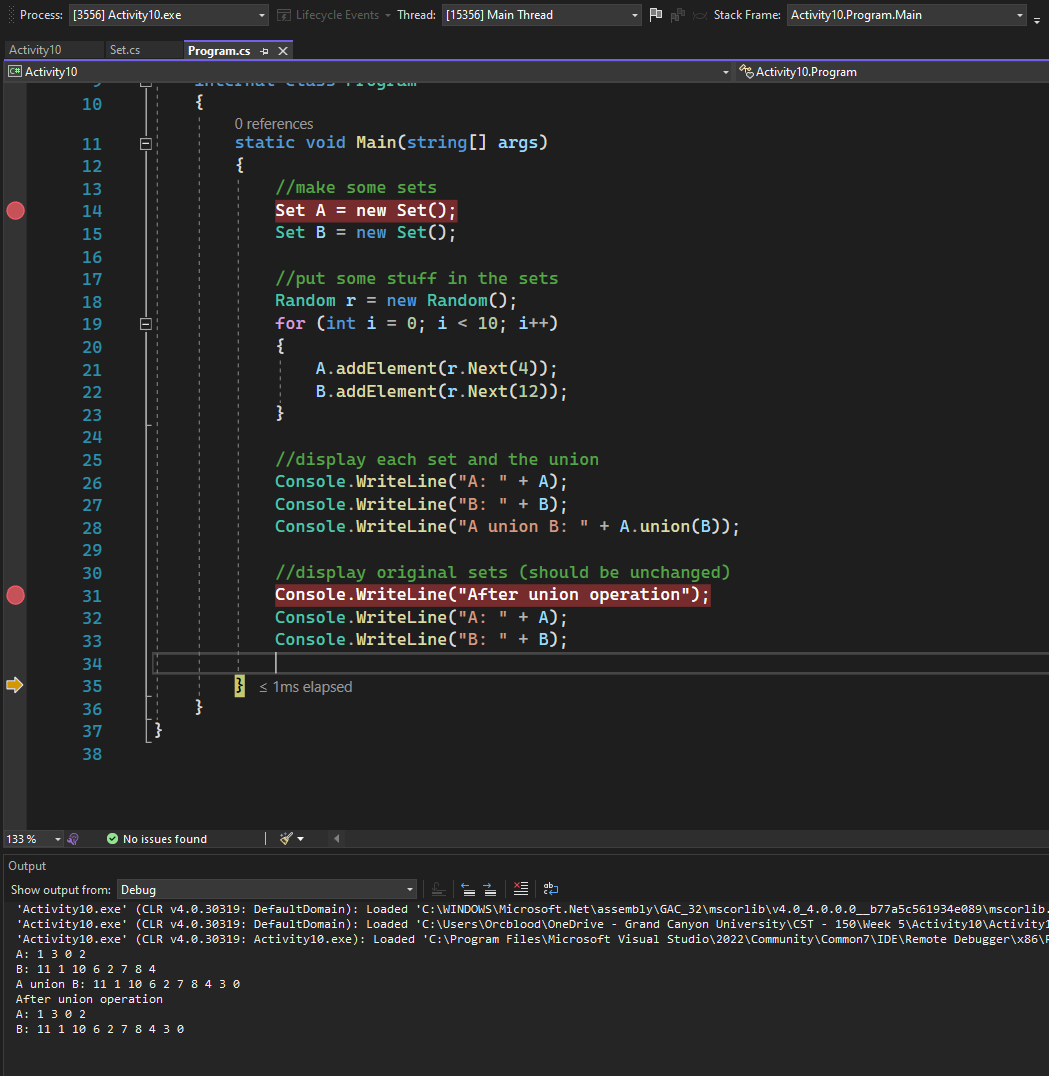 Process: [3556] Activity10.exe Lifecycle Events Thread: [15356] Main Thread Stack Frame: Activity10.Program.Main
Activity10 Set.cs Program.cs
C# Activity10 Activity10.Program
9 internal class Program
10 {
0 references
11 static void Main(string[] args)
12 {
13 //make some sets
14 Set A = new Set();
15 Set B = new Set();
16
17 //put some stuff in the sets
18 Random r = new Random();
19 for (int i = 0; i < 10; i++)
20 {
21 A.addElement(r.Next(4));
22 B.addElement(r.Next(12));
23 }
24
25 //display each set and the union
26 Console.WriteLine("A: " + A);
27 Console.WriteLine("B: " + B);
28 Console.WriteLine("A union B: " + A.union(B));
29
30 //display original sets (should be unchanged)
31 Console.WriteLine("After union operation");
32 Console.WriteLine("A: " + A);
33 Console.WriteLine("B: " + B);
34
35 } ≤ 1ms elapsed
36 }
37 }
38
133 % No issues found
Output
Show output from: Debug
'Activity10.exe' (CLR v4.0.30319: DefaultDomain): Loaded 'C:\WINDOWS\Microsoft.Net\assembly\GAC_32\mscorlib\v4.0_4.0.0.0__b77a5c561934e089\mscorlib.
'Activity10.exe' (CLR v4.0.30319: DefaultDomain): Loaded 'C:\Users\Orcblood\OneDrive - Grand Canyon University\CST - 150\Week 5\Activity10\Activity1
'Activity10.exe' (CLR v4.0.30319: Activity10.exe): Loaded 'C:\Program Files\Microsoft Visual Studio\2022\Community\Common7\IDE\Remote Debugger\x86\
A: 1 3 0 2
B: 11 1 10 6 2 7 8 4
A union B: 11 1 10 6 2 7 8 4 3 0
After union operation
A: 1 3 0 2
B: 11 1 10 6 2 7 8 4 3 0